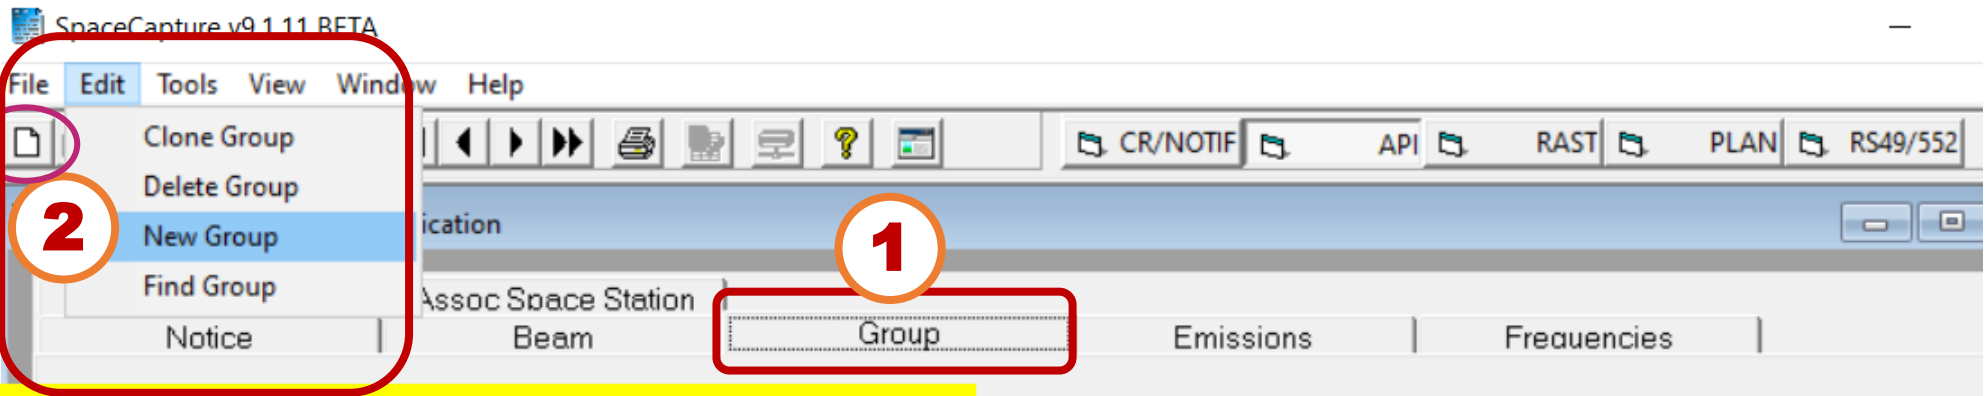 SpaceCapture v9.1.11 BETA
File Edit Tools View Window Help
Clone Group
CR/NOTIF API RAST PLAN RS49/552
Delete Group
2 New Group
ication
1
Find Group
Assoc Space Station
Notice Beam Group Emissions Frequencies